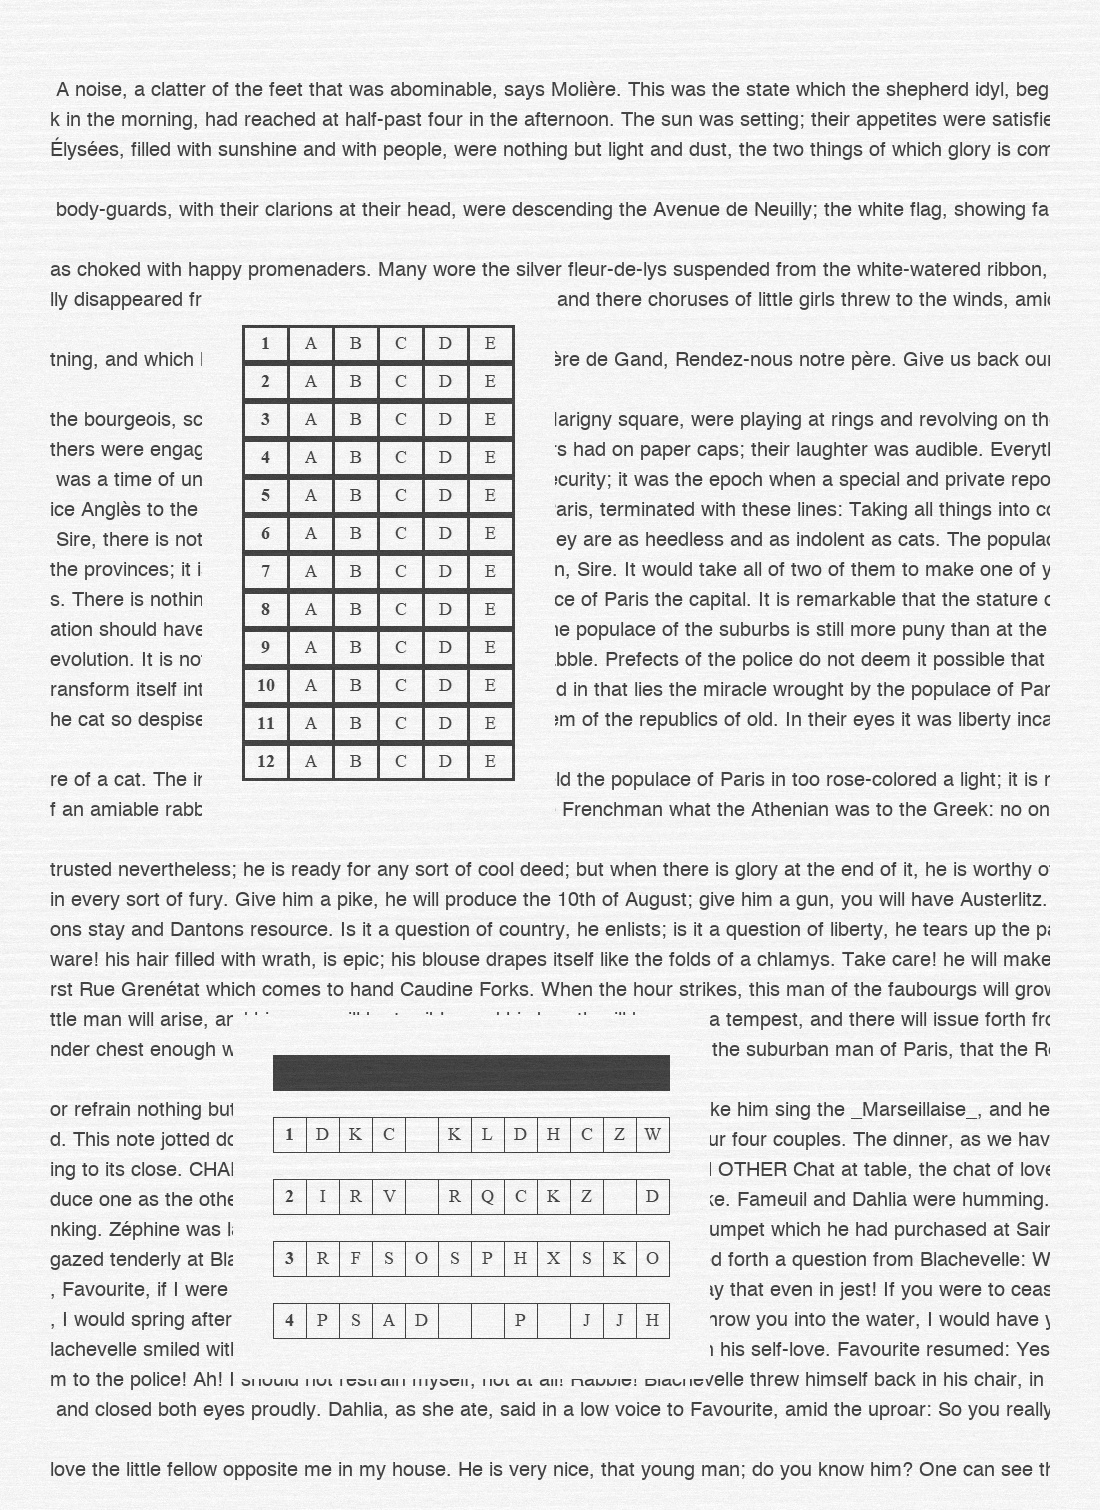 A noise, a clatter of the feet that was abominable, says Molière. This was the state which the shepherd idyl, beg
k in the morning, had reached at half-past four in the afternoon. The sun was setting; their appetites were satisfie
Élysées, filled with sunshine and with people, were nothing but light and dust, the two things of which glory is com
body-guards, with their clarions at their head, were descending the Avenue de Neuilly; the white flag, showing fa
as choked with happy promenaders. Many wore the silver fleur-de-lys suspended from the white-watered ribbon,
lly disappeared fr and there choruses of little girls threw to the winds, amid
1 A B C D E
tning, and which ère de Gand, Rendez-nous notre père. Give us back our
2 A B C D E
the bourgeois, sc larigny square, were playing at rings and revolving on the
3 A B C D E
thers were engag s had on paper caps; their laughter was audible. Everyth
4 A B C D E
was a time of un ecurity; it was the epoch when a special and private repo
5 A B C D E
ice Anglès to the aris, terminated with these lines: Taking all things into co
6 A B C D E
Sire, there is not ey are as heedless and as indolent as cats. The populac
the provinces; it i n, Sire. It would take all of two of them to make one of y
7 A B C D E
s. There is nothin ce of Paris the capital. It is remarkable that the stature o
8 A B C D E
ation should have he populace of the suburbs is still more puny than at the
9 A B C D E
evolution. It is not bble. Prefects of the police do not deem it possible that
10 A B C D E
ransform itself int d in that lies the miracle wrought by the populace of Par
11 A B C D E
he cat so despise em of the republics of old. In their eyes it was liberty inca
12 A B C D E
re of a cat. The in ld the populace of Paris in too rose-colored a light; it is n
f an amiable rabb Frenchman what the Athenian was to the Greek: no on
trusted nevertheless; he is ready for any sort of cool deed; but when there is glory at the end of it, he is worthy of
in every sort of fury. Give him a pike, he will produce the 10th of August; give him a gun, you will have Austerlitz.
ons stay and Dantons resource. Is it a question of country, he enlists; is it a question of liberty, he tears up the pa
ware! his hair filled with wrath, is epic; his blouse drapes itself like the folds of a chlamys. Take care! he will make
rst Rue Grenétat which comes to hand Caudine Forks. When the hour strikes, this man of the faubourgs will grow
ttle man will arise, an a tempest, and there will issue forth fro
nder chest enough w the suburban man of Paris, that the Re
or refrain nothing but ke him sing the _Marseillaise_, and he
1 D K C K L D H C Z W
d. This note jotted do ur four couples. The dinner, as we hav
ing to its close. CHAP OTHER Chat at table, the chat of love
duce one as the othe ke. Fameuil and Dahlia were humming.
2 I R V R Q C K Z D
nking. Zéphine was la umpet which he had purchased at Sain
gazed tenderly at Bla d forth a question from Blachevelle: W
3 R F S O S P H X S K O
, Favourite, if I were ay that even in jest! If you were to ceas
, I would spring after hrow you into the water, I would have y
4 P S A D P J J H
lachevelle smiled with his self-love. Favourite resumed: Yes
m to the police! Ah! I should not restrain myself, not at all! Rabble! Blachevelle threw himself back in his chair, in
and closed both eyes proudly. Dahlia, as she ate, said in a low voice to Favourite, amid the uproar: So you really
love the little fellow opposite me in my house. He is very nice, that young man; do you know him? One can see th